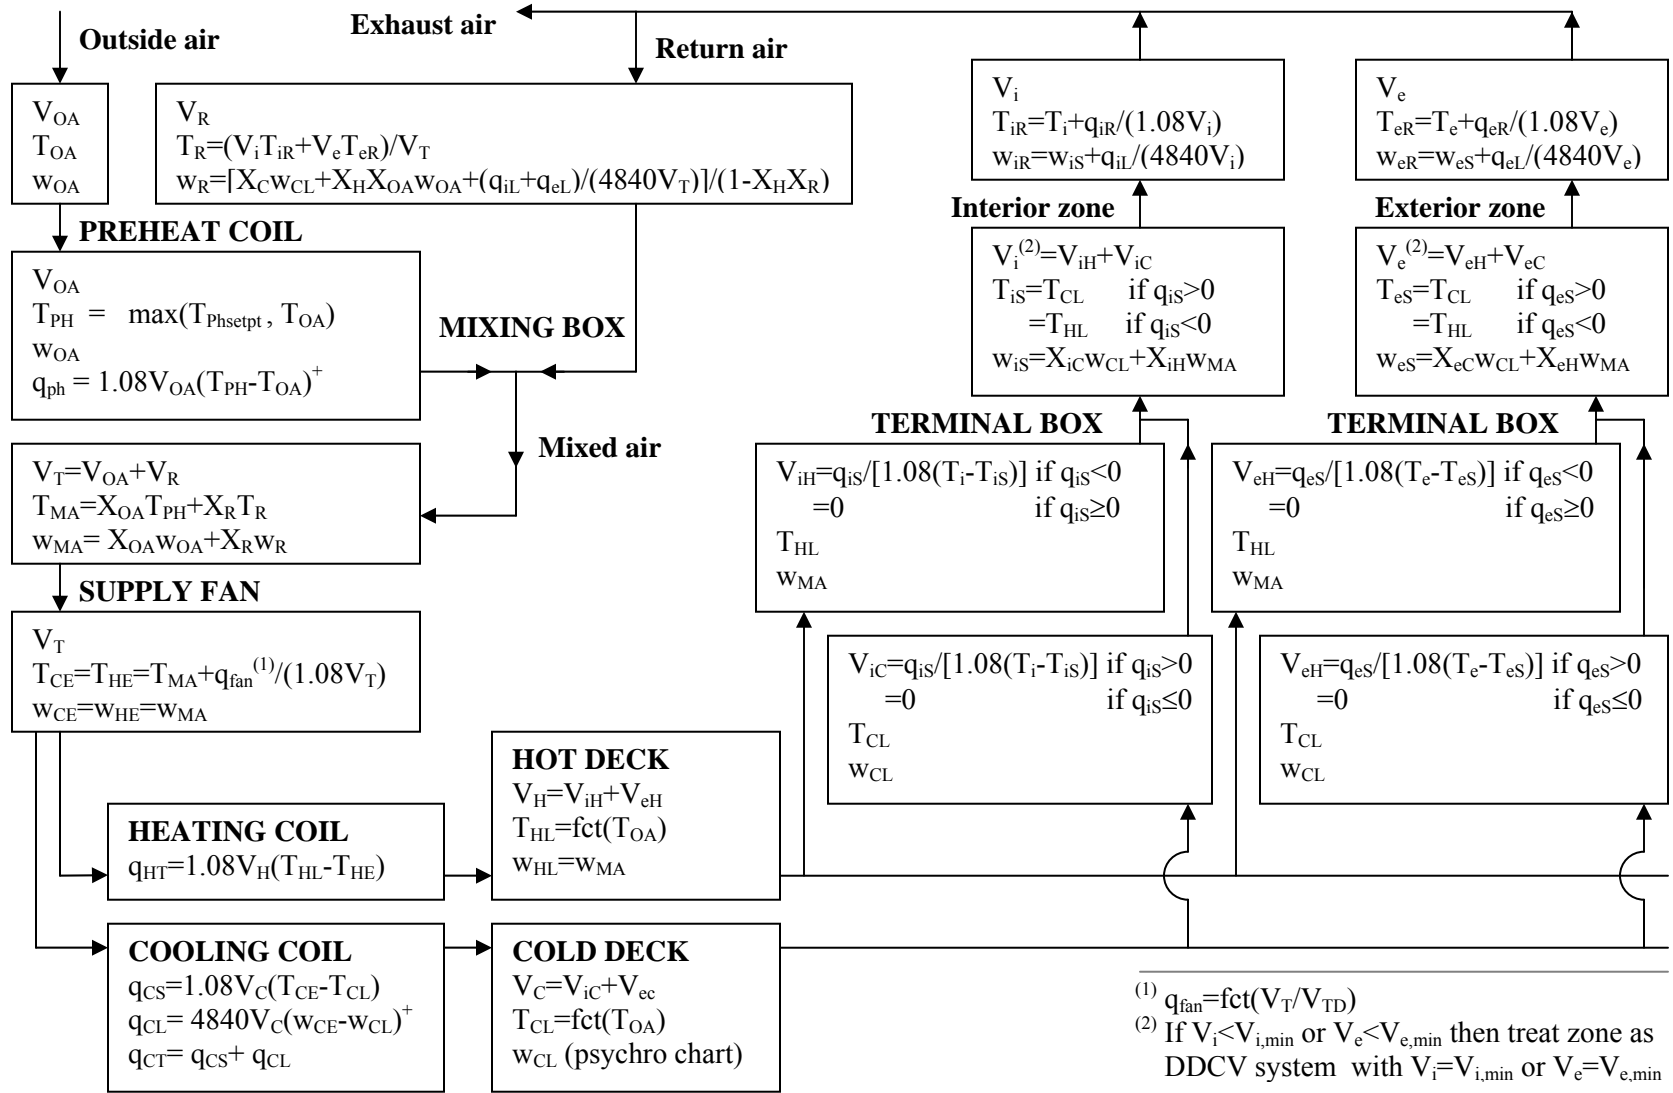 Outside air
Exhaust air
Return air
V_OA
T_OA
w_OA
V_R
T_R=(V_iT_iR+V_eT_eR)/V_T
w_R=[X_Cw_CL+X_HX_OAw_OA+(q_iL+q_eL)/(4840V_T)]/(1-X_HX_R)
V_i
T_iR=T_i+q_iR/(1.08V_i)
w_iR=w_iS+q_iL/(4840V_i)
V_e
T_eR=T_e+q_eR/(1.08V_e)
w_eR=w_eS+q_eL/(4840V_e)
PREHEAT COIL
V_OA
T_PH = max(T_Phsetpt , T_OA)
w_OA
q_ph = 1.08V_OA(T_PH-T_OA)^+
MIXING BOX
Interior zone
V_i^(2)=V_iH+V_iC
T_iS=T_CL if q_iS>0
=T_HL if q_iS<0
w_iS=X_iCw_CL+X_iHw_MA
Exterior zone
V_e^(2)=V_eH+V_eC
T_eS=T_CL if q_eS>0
=T_HL if q_eS<0
w_eS=X_eCw_CL+X_eHw_MA
Mixed air
V_T=V_OA+V_R
T_MA=X_OAT_PH+X_RT_R
w_MA= X_OAw_OA+X_Rw_R
TERMINAL BOX
V_iH=q_iS/[1.08(T_i-T_iS)] if q_iS<0
=0 if q_iS≥0
T_HL
w_MA
TERMINAL BOX
V_eH=q_eS/[1.08(T_e-T_eS)] if q_eS<0
=0 if q_eS≥0
T_HL
w_MA
SUPPLY FAN
V_T
T_CE=T_HE=T_MA+q_fan^(1)/(1.08V_T)
w_CE=w_HE=w_MA
V_iC=q_iS/[1.08(T_i-T_iS)] if q_iS>0
=0 if q_iS≤0
T_CL
w_CL
V_eH=q_eS/[1.08(T_e-T_eS)] if q_eS>0
=0 if q_eS≤0
T_CL
w_CL
HEATING COIL
q_HT=1.08V_H(T_HL-T_HE)
HOT DECK
V_H=V_iH+V_eH
T_HL=fct(T_OA)
w_HL=w_MA
COOLING COIL
q_CS=1.08V_C(T_CE-T_CL)
q_CL= 4840V_C(w_CE-w_CL)^+
q_CT= q_CS+ q_CL
COLD DECK
V_C=V_iC+V_ec
T_CL=fct(T_OA)
w_CL (psychro chart)
(1) q_fan=fct(V_T/V_TD)
(2) If V_i<V_i,min or V_e<V_e,min then treat zone as
DDCV system with V_i=V_i,min or V_e=V_e,min